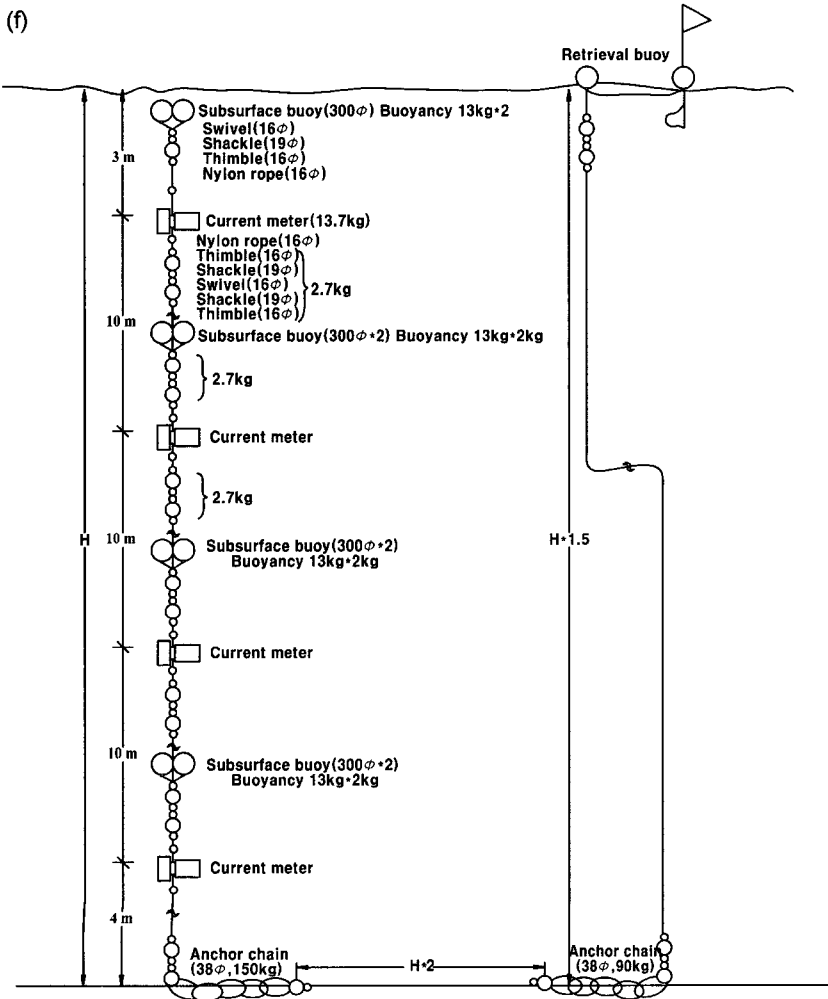 (f)
Retrieval buoy
Subsurface buoy(300Φ) Buoyancy 13kg*2
Swivel(16Φ)
Shackle(19Φ)
Thimble(16Φ)
Nylon rope(16Φ)
3 m
Current meter(13.7kg)
Nylon rope(16Φ)
Thimble(16Φ)
Shackle(19Φ)
Swivel(16Φ)
Shackle(19Φ)
Thimble(16Φ)
2.7kg
10 m
Subsurface buoy(300Φ*2) Buoyancy 13kg*2kg
2.7kg
Current meter
2.7kg
H
10 m
Subsurface buoy(300Φ*2)
Buoyancy 13kg*2kg
H*1.5
Current meter
10 m
Subsurface buoy(300Φ*2)
Buoyancy 13kg*2kg
Current meter
4 m
Anchor chain
(38Φ,150kg)
H*2
Anchor chain
(38Φ,90kg)